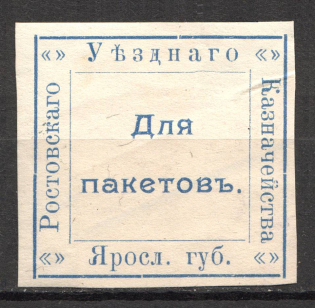 Ростовскаго
« » Уѣзднаго « »
Казначейства
Для
пакетовъ.
« » Яросл. губ. « »